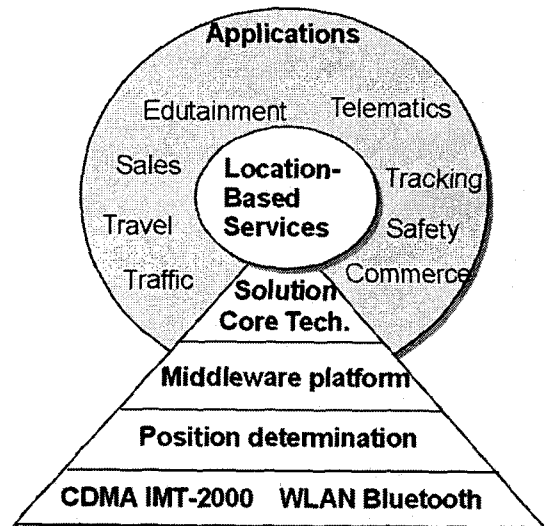 Applications
Edutainment
Telematics
Sales
Location-
Based
Services
Tracking
Travel
Safety
Traffic
Commerce
Solution
Core Tech.
Middleware platform
Position determination
CDMA IMT-2000 WLAN Bluetooth